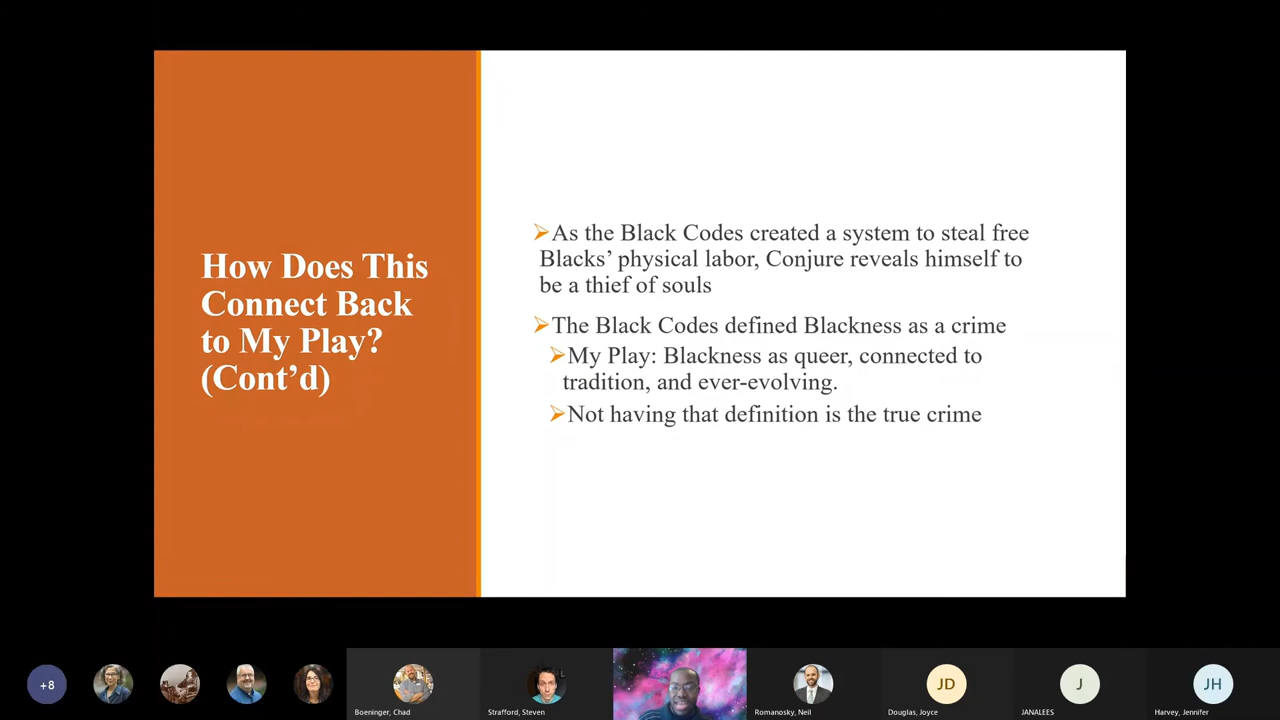 How Does This
Connect Back
to My Play?
(Cont’d)
➢As the Black Codes created a system to steal free
Blacks’ physical labor, Conjure reveals himself to
be a thief of souls
➢The Black Codes defined Blackness as a crime
➢My Play: Blackness as queer, connected to
tradition, and ever-evolving.
➢Not having that definition is the true crime
+8
Boeninger, Chad
Strafford, Steven
Romanosky, Neil
JD
Douglas, Joyce
J
JANALEES
JH
Harvey, Jennifer